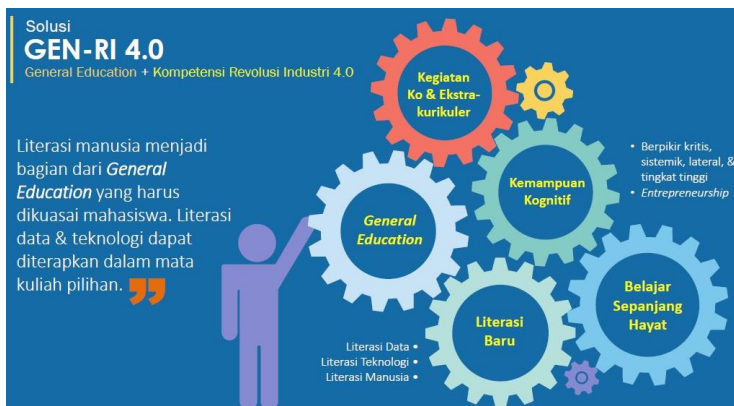 Solusi
GEN-RI 4.0
General Education + Kompetensi Revolusi Industri 4.0
Literasi manusia menjadi
bagian dari General
Education yang harus
dikuasai mahasiswa. Literasi
data & teknologi dapat
diterapkan dalam mata
kuliah pilihan. ”
Kegiatan
Ko & Ekstra-
kurikuler
Kemampuan
Kognitif
• Berpikir kritis,
sistemik, lateral, &
tingkat tinggi
• Entrepreneurship
General
Education
Belajar
Sepanjang
Hayat
Literasi
Baru
Literasi Data •
Literasi Teknologi •
Literasi Manusia •